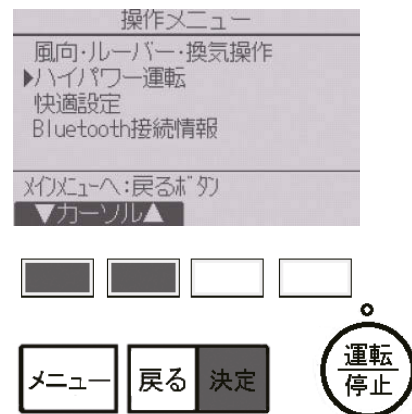 操作メニュー
風向・ルーバー・換気操作
▶ハイパワー運転
快適設定
Bluetooth接続情報
ﾒｲﾝﾒﾆｭｰへ:戻るﾎﾞﾀﾝ
▼カーソル▲
メニュー 戻る 決定
運転
停止